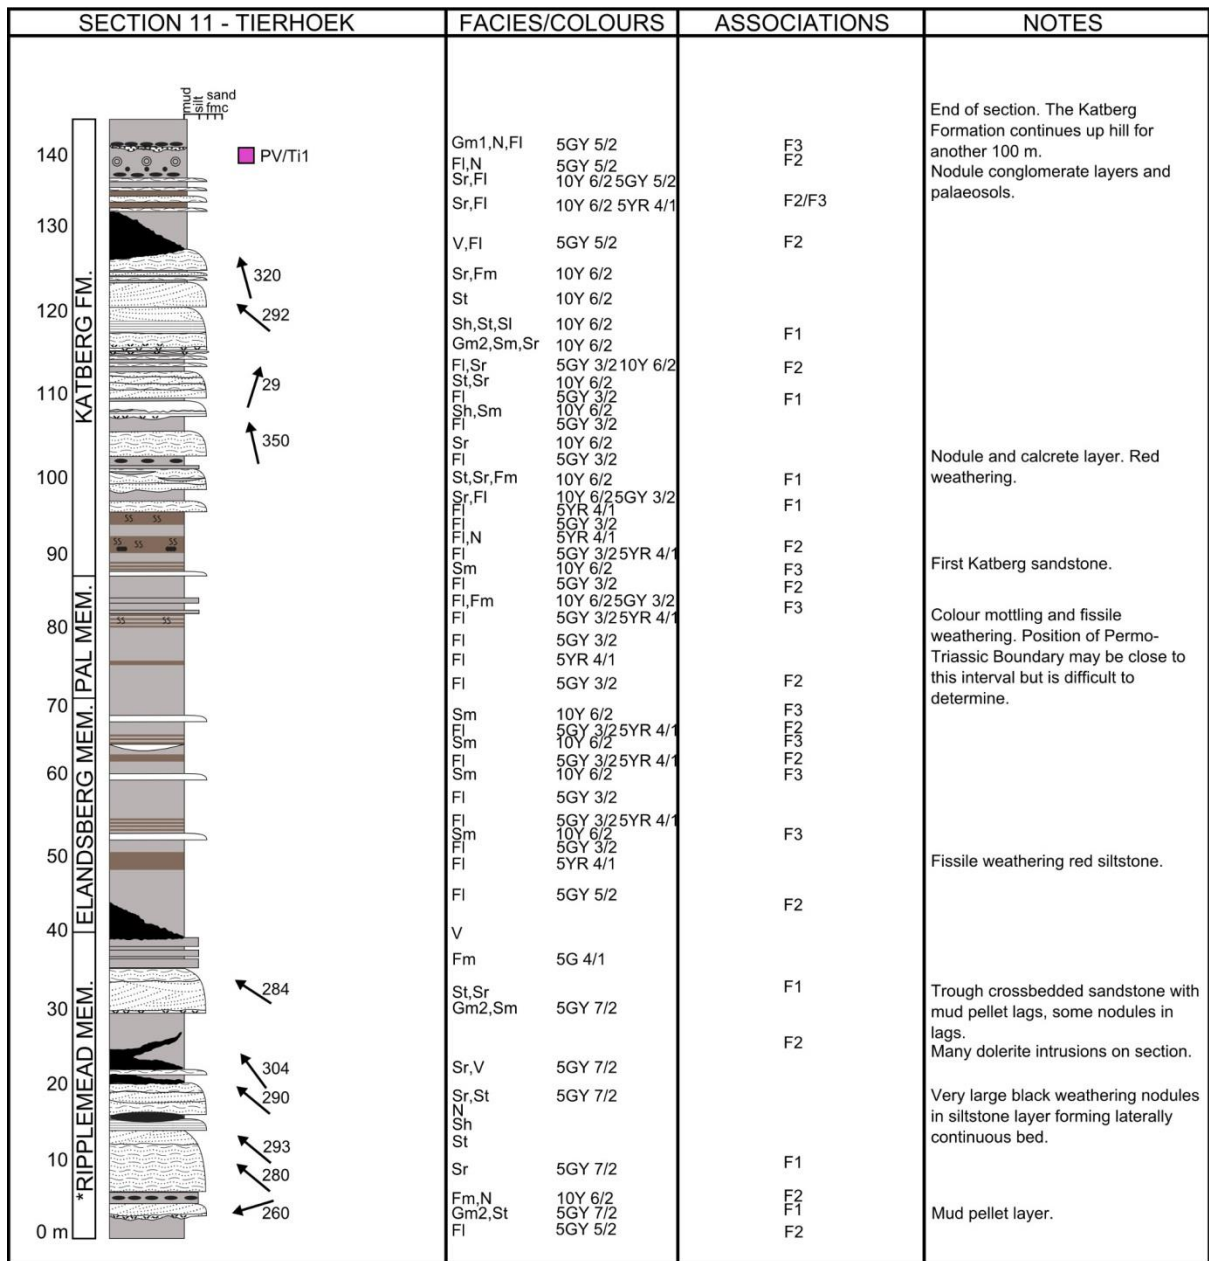 SECTION 11 - TIERHOEK
FACIES/COLOURS
ASSOCIATIONS
NOTES
mud
silt
sand
fmc
PV/Ti1
140
130
120
110
100
90
80
70
60
50
40
30
20
10
0 m
KATBERG FM.
PAL MEM.
ELANDSBERG MEM.
*RIPPLEMEAD MEM.
320
292
29
350
284
304
290
293
280
260
ss ss
ss ss
ss ss
Gm1,N,Fl 5GY 5/2
Fl,N 5GY 5/2
Sr,Fl 10Y 6/2 5GY 5/2
Sr,Fl 10Y 6/2 5YR 4/1
V,Fl 5GY 5/2
Sr,Fm 10Y 6/2
St 10Y 6/2
Sh,St,Sl 10Y 6/2
Gm2,Sm,Sr 10Y 6/2
Fl,Sr 5GY 3/2 10Y 6/2
St,Sr 10Y 6/2
Fl 5GY 3/2
Sh,Sm 10Y 6/2
Fl 5GY 3/2
Sr 10Y 6/2
Fl 5GY 3/2
St,Sr,Fm 10Y 6/2
Sr,Fl 10Y 6/2 5GY 3/2
Fl 5YR 4/1
Fl 5GY 3/2
Fl,N 5YR 4/1
Fl 5GY 3/2 5YR 4/1
Sm 10Y 6/2
Fl 5GY 3/2
Fl,Fm 10Y 6/2 5GY 3/2
Fl 5GY 3/2 5YR 4/1
Fl 5GY 3/2
Fl 5YR 4/1
Fl 5GY 3/2
Sm 10Y 6/2
Fl 5GY 3/2 5YR 4/1
Sm 10Y 6/2
Fl 5GY 3/2 5YR 4/1
Sm 10Y 6/2
Fl 5GY 3/2
Fl 5GY 3/2 5YR 4/1
Sm 10Y 6/2
Fl 5GY 3/2
Fl 5YR 4/1
Fl 5GY 5/2
V
Fm 5G 4/1
St,Sr
Gm2,Sm 5GY 7/2
Sr,V 5GY 7/2
Sr,St 5GY 7/2
N
Sh
St
Sr 5GY 7/2
Fm,N 10Y 6/2
Gm2,St 5GY 7/2
Fl 5GY 5/2
F3
F2
F2/F3
F2
F1
F2
F1
F1
F1
F2
F3
F2
F3
F2
F3
F2
F3
F2
F3
F3
F2
F1
F2
F1
F2
F1
F2
End of section. The Katberg
Formation continues up hill for
another 100 m.
Nodule conglomerate layers and
palaeosols.
Nodule and calcrete layer. Red
weathering.
First Katberg sandstone.
Colour mottling and fissile
weathering. Position of Permo-
Triassic Boundary may be close to
this interval but is difficult to
determine.
Fissile weathering red siltstone.
Trough crossbedded sandstone with
mud pellet lags, some nodules in
lags.
Many dolerite intrusions on section.
Very large black weathering nodules
in siltstone layer forming laterally
continuous bed.
Mud pellet layer.